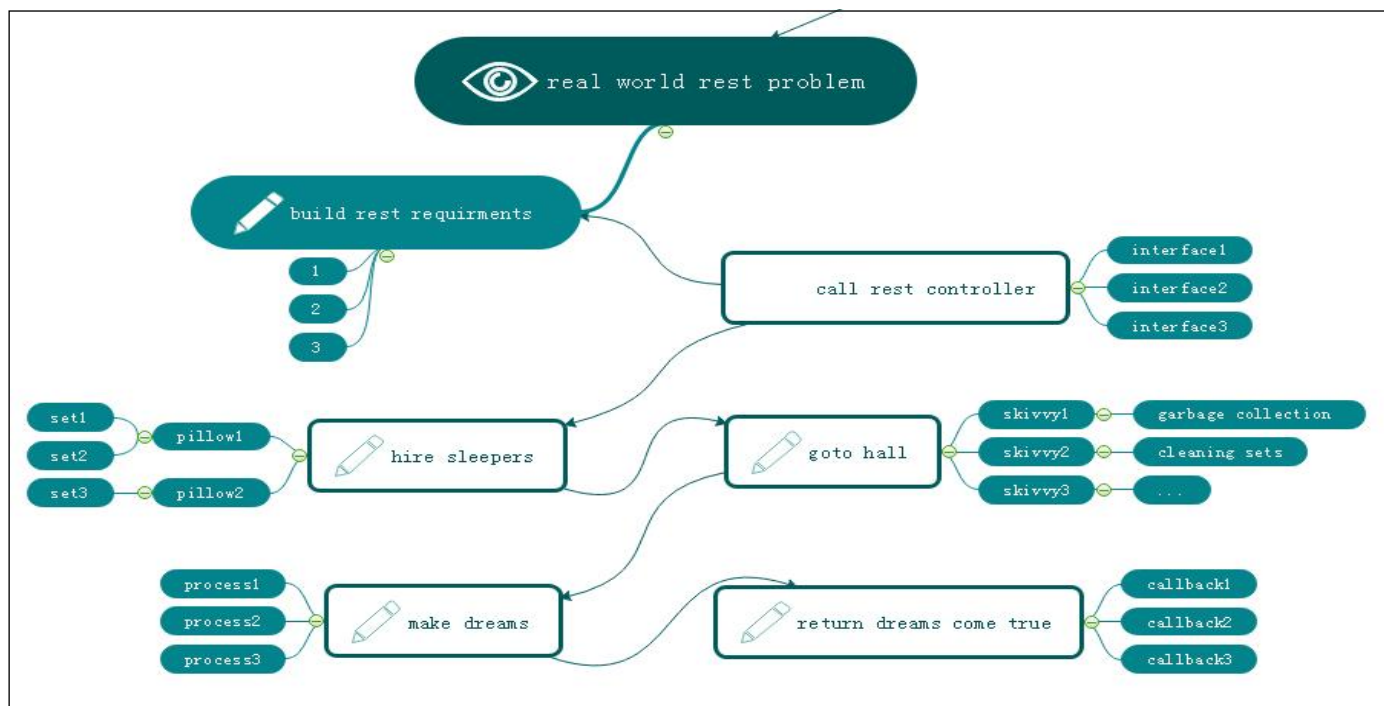 real world rest problem
build rest requirments
1
2
3
call rest controller
interface1
interface2
interface3
set1
set2
set3
pillow1
pillow2
hire sleepers
goto hall
skivvy1
garbage collection
skivvy2
cleaning sets
skivvy3
...
process1
process2
process3
make dreams
return dreams come true
callback1
callback2
callback3